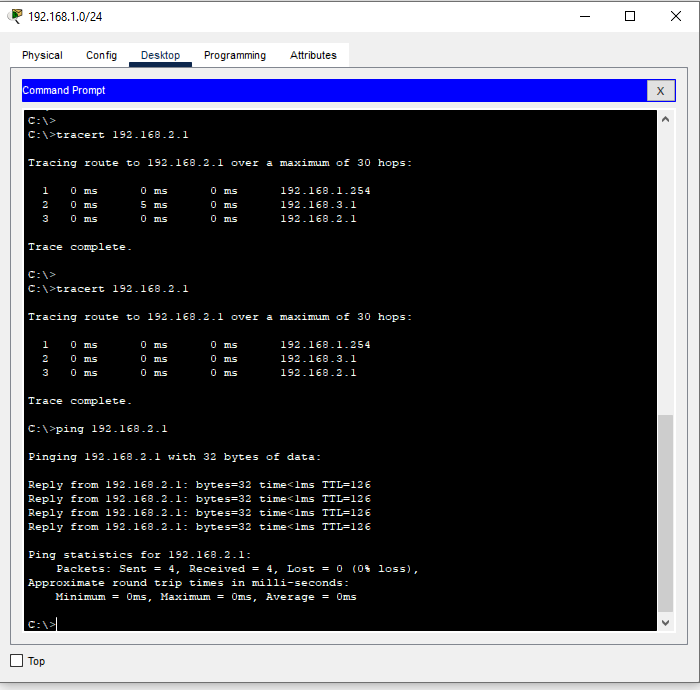 192.168.1.0/24
Physical Config Desktop Programming Attributes
Command Prompt X
C:\>
C:\>tracert 192.168.2.1
Tracing route to 192.168.2.1 over a maximum of 30 hops:
1 0 ms 0 ms 0 ms 192.168.1.254
2 0 ms 5 ms 0 ms 192.168.3.1
3 0 ms 0 ms 0 ms 192.168.2.1
Trace complete.
C:\>
C:\>tracert 192.168.2.1
Tracing route to 192.168.2.1 over a maximum of 30 hops:
1 0 ms 0 ms 0 ms 192.168.1.254
2 0 ms 0 ms 0 ms 192.168.3.1
3 0 ms 0 ms 0 ms 192.168.2.1
Trace complete.
C:\>ping 192.168.2.1
Pinging 192.168.2.1 with 32 bytes of data:
Reply from 192.168.2.1: bytes=32 time<1ms TTL=126
Reply from 192.168.2.1: bytes=32 time<1ms TTL=126
Reply from 192.168.2.1: bytes=32 time<1ms TTL=126
Reply from 192.168.2.1: bytes=32 time<1ms TTL=126
Ping statistics for 192.168.2.1:
Packets: Sent = 4, Received = 4, Lost = 0 (0% loss),
Approximate round trip times in milli-seconds:
Minimum = 0ms, Maximum = 0ms, Average = 0ms
C:\>
Top